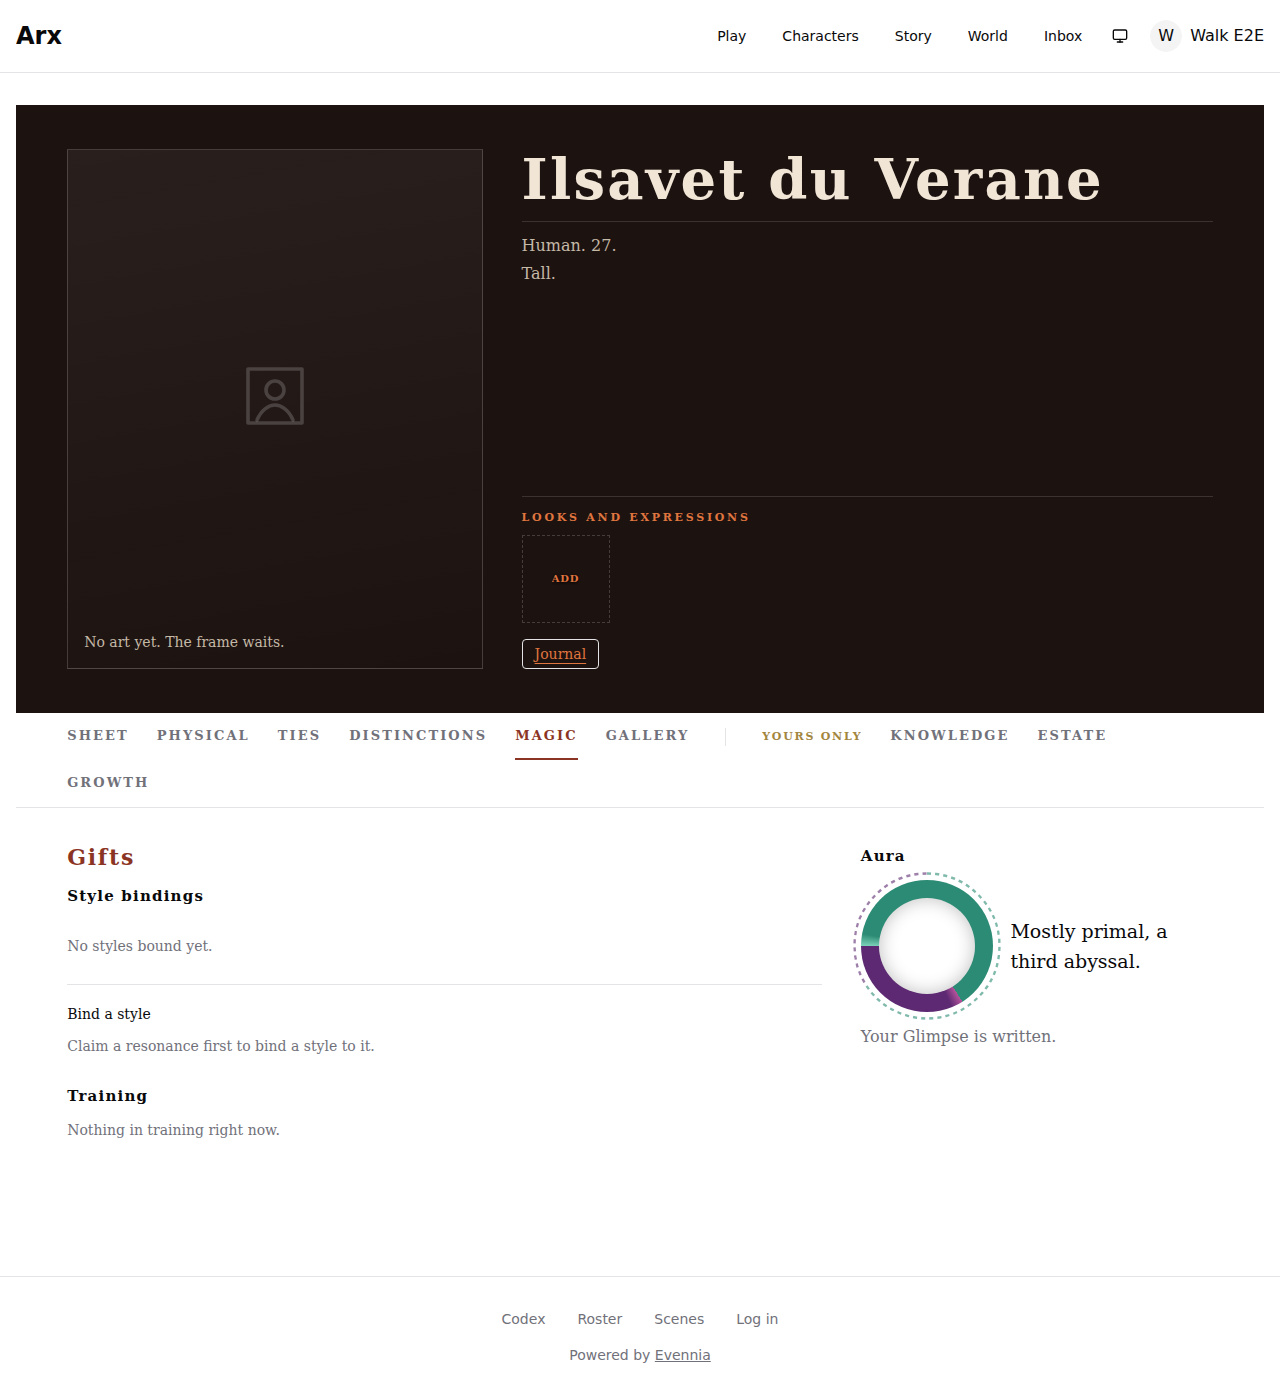 Arx
Play Characters Story World Inbox W Walk E2E
Ilsavet du Verane
Human. 27.
Tall.
No art yet. The frame waits.
LOOKS AND EXPRESSIONS
ADD
Journal
SHEET PHYSICAL TIES DISTINCTIONS MAGIC GALLERY YOURS ONLY KNOWLEDGE ESTATE
GROWTH
Gifts
Style bindings
No styles bound yet.
Bind a style
Claim a resonance first to bind a style to it.
Training
Nothing in training right now.
Aura
Mostly primal, a
third abyssal.
Your Glimpse is written.
Codex Roster Scenes Log in
Powered by Evennia